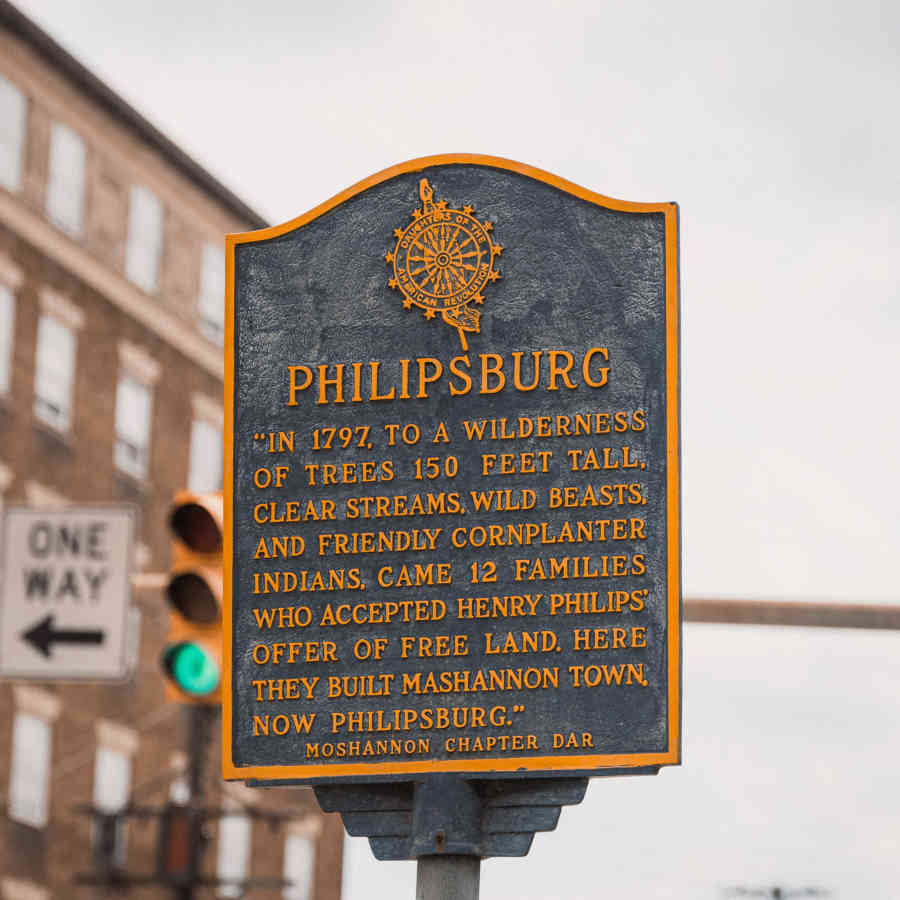 DAUGHTERS OF THE
AMERICAN REVOLUTION
PHILIPSBURG
"IN 1797, TO A WILDERNESS
OF TREES 150 FEET TALL,
CLEAR STREAMS, WILD BEASTS,
AND FRIENDLY CORNPLANTER
INDIANS, CAME 12 FAMILIES
WHO ACCEPTED HENRY PHILIPS'
OFFER OF FREE LAND. HERE
THEY BUILT MASHANNON TOWN,
NOW PHILIPSBURG."
MOSHANNON CHAPTER DAR
ONE
WAY